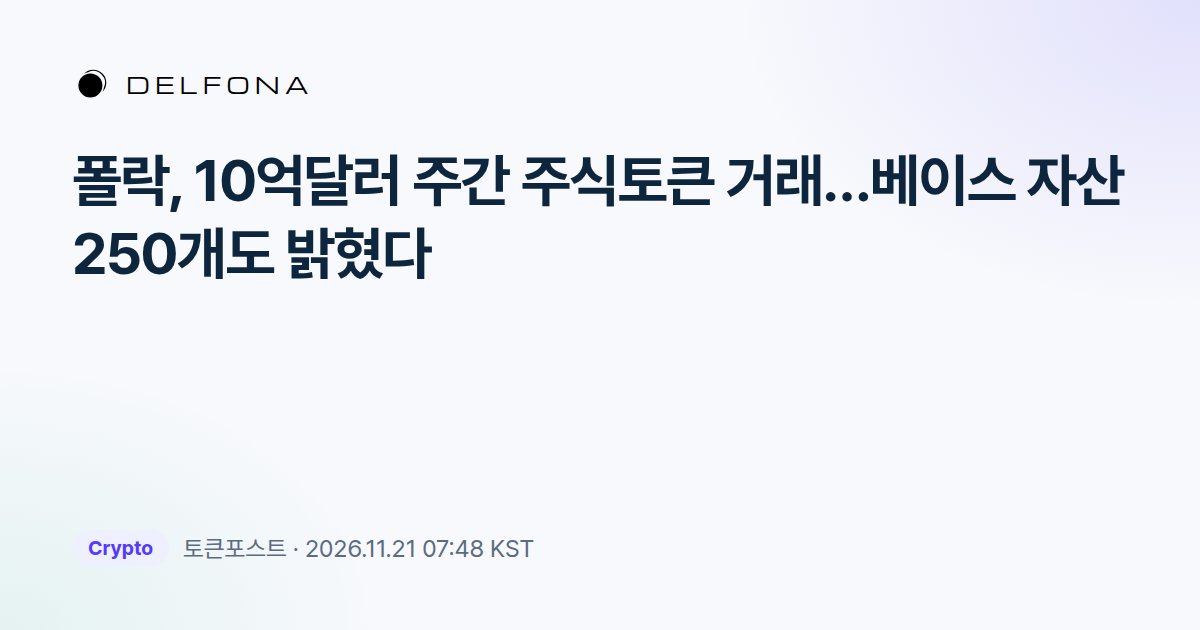 DELFONA
폴락, 10억달러 주간 주식토큰 거래...베이스 자산
250개도 밝혔다
Crypto 토큰포스트 · 2026.11.21 07:48 KST